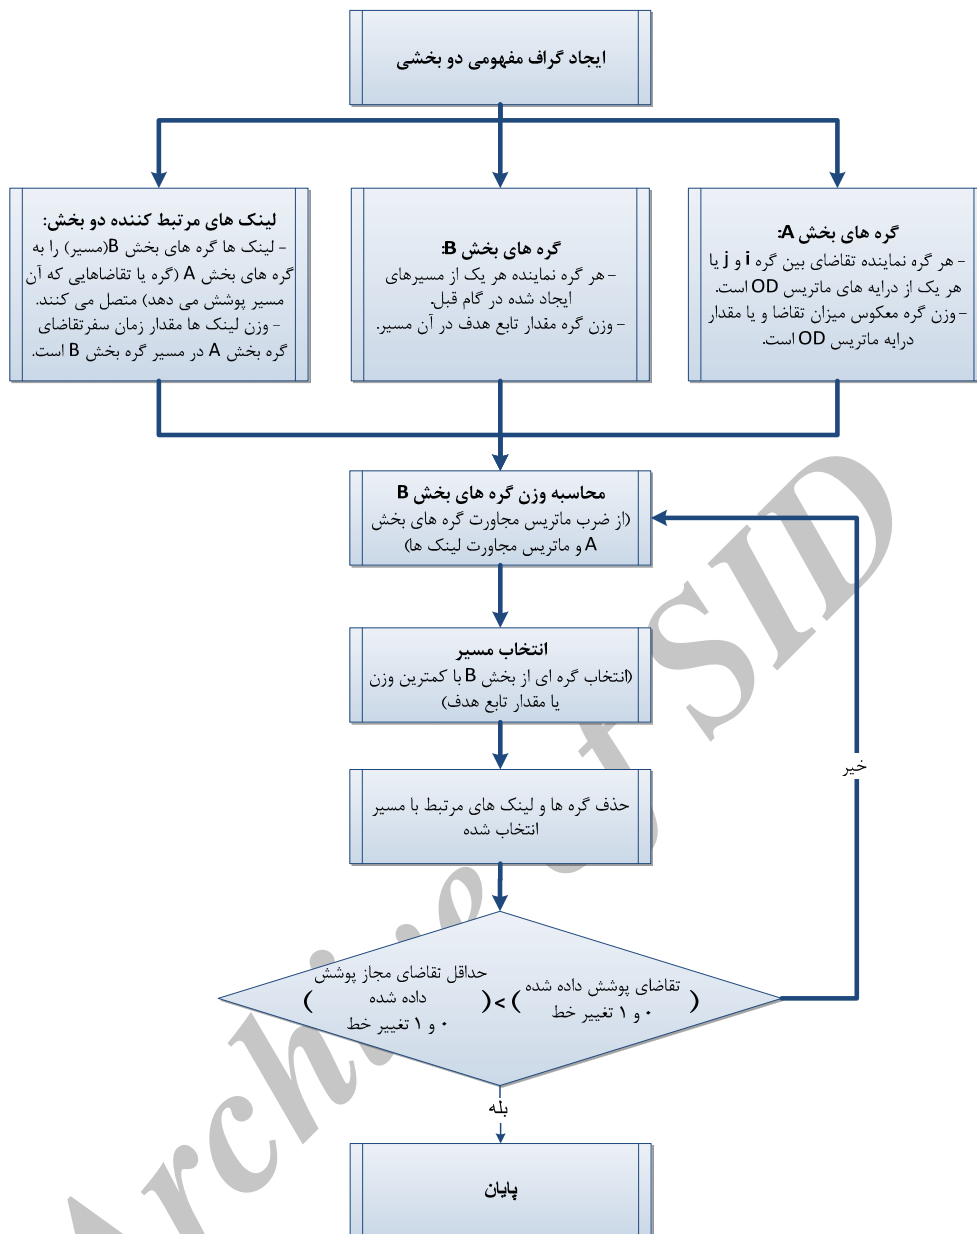 ایجاد گراف مفهومی دو بخشی
گره های بخش A:
- هر گره نماینده تقاضای بین گره i و j یا
هر یک از درایه های ماتریس OD است.
- وزن گره معکوس میزان تقاضا و یا مقدار
درایه ماتریس OD است.
گره های بخش B:
- هر گره نماینده هر یک از مسیرهای
ایجاد شده در گام قبل.
- وزن گره مقدار تابع هدف در آن مسیر.
لینک های مرتبط کننده دو بخش:
- لینک ها گره های بخش B(مسیر) را به
گره های بخش A (گره یا تقاضاهایی که آن
مسیر پوشش می دهد) متصل می کنند.
- وزن لینک ها مقدار زمان سفرتقاضای
گره بخش A در مسیر گره بخش B است.
محاسبه وزن گره های بخش B
(از ضرب ماتریس مجاورت گره های بخش
A و ماتریس مجاورت لینک ها)
انتخاب مسیر
(انتخاب گره ای از بخش B با کمترین وزن
یا مقدار تابع هدف)
حذف گره ها و لینک های مرتبط با مسیر
انتخاب شده
(تقاضای پوشش داده شده
۰ و ۱ تغییر خط)
<
(حداقل تقاضای مجاز پوشش
داده شده
۰ و ۱ تغییر خط)
خیر
بله
پایان
Archive of SID